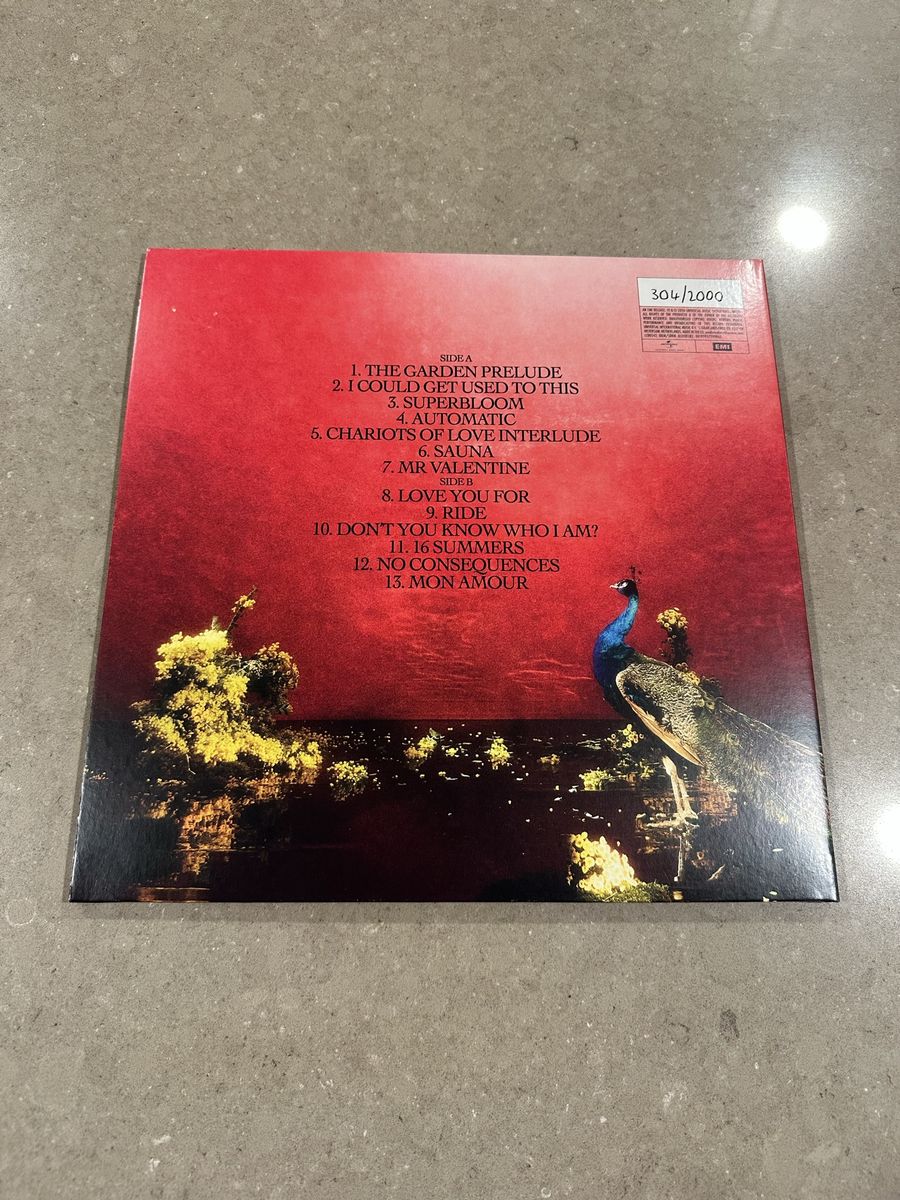 304/2000
EMI
SIDE A
1. THE GARDEN PRELUDE
2. I COULD GET USED TO THIS
3. SUPERBLOOM
4. AUTOMATIC
5. CHARIOTS OF LOVE INTERLUDE
6. SAUNA
7. MR VALENTINE
SIDE B
8. LOVE YOU FOR
9. RIDE
10. DON'T YOU KNOW WHO I AM?
11. 16 SUMMERS
12. NO CONSEQUENCES
13. MON AMOUR